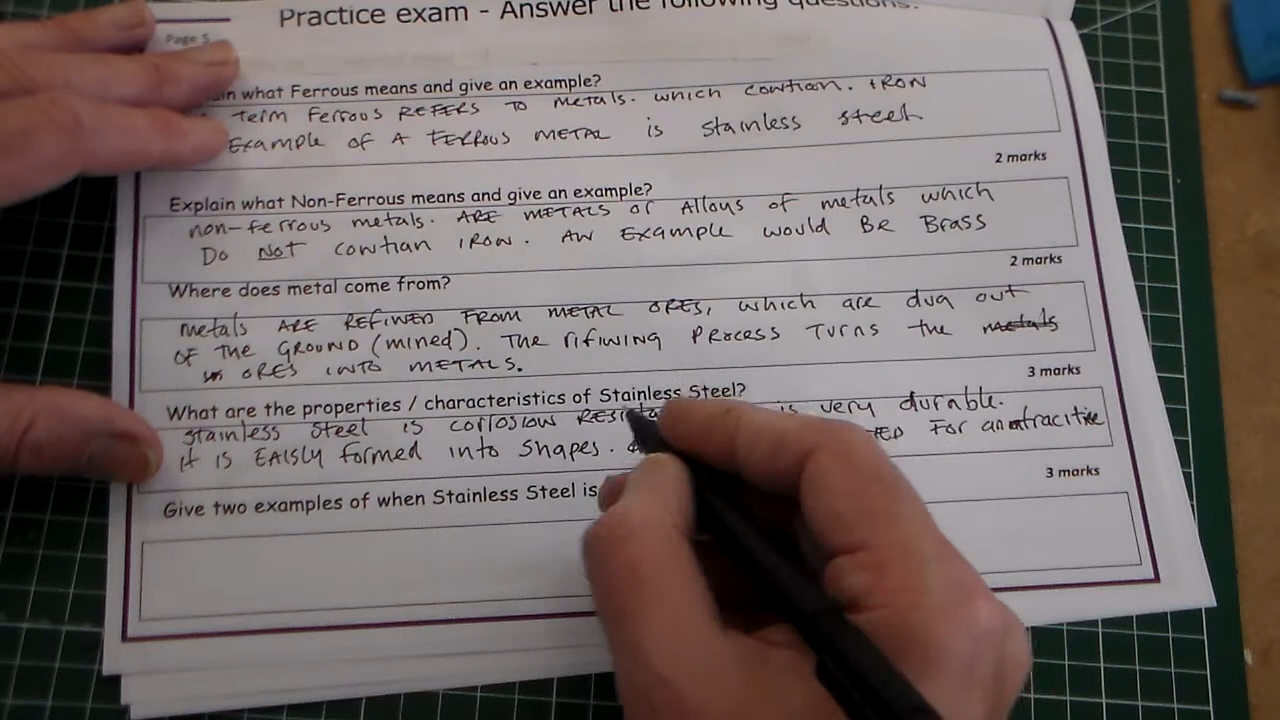 Practice exam - Answer the following questions.
Page 5
what Ferrous means and give an example?
term Ferrous REFERS TO METALS. which cowtian. IRON
Example OF A FERROUS METAL is stainless steel
2 marks
Explain what Non-Ferrous means and give an example?
non-ferrous metals. ARE METALS or Alloys of metals which
Do NOT cowtian IRON. AN Example would BE BRASS
2 marks
Where does metal come from?
metals ARE REFINED FROM METAL ORES, which are dug out
OF THE GROUND (mined). THE rifiwing PRocess TURNS the metals
ORES INTO METALS.
3 marks
What are the properties / characteristics of Stainless Steel?
stainless steel is corrosiow is very durable.
it is EAISLY formed into shapes. FOR
3 marks
Give two examples of when Stainless Steel is